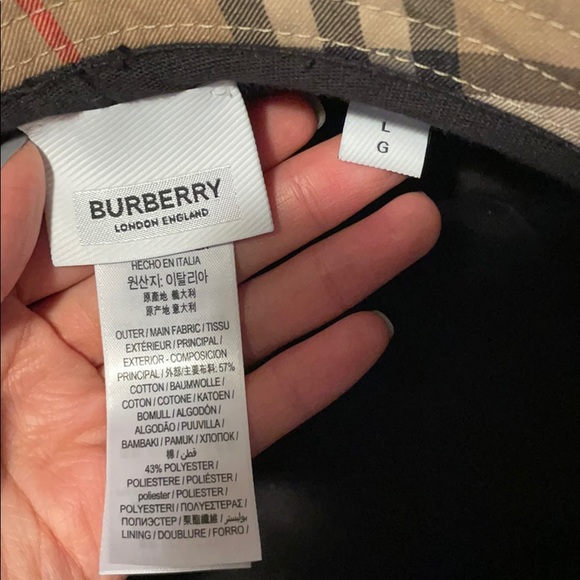 BURBERRY
LONDON ENGLAND
L
G
HECHO EN ITALIA
원산지: 이탈리아
原產地 義大利
原产地 意大利
OUTER / MAIN FABRIC / TISSU
EXTÉRIEUR / PRINCIPAL /
EXTERIOR - COMPOSICION
PRINCIPAL / 外部/主要布料: 57%
COTTON / BAUMWOLLE /
COTON / COTONE / KATOEN /
BOMULL / ALGODÓN /
ALGODÃO / PUUVILLA /
BAMBAKI / PAMUK / ХЛОПОК /
棉 / قطن /
43% POLYESTER /
POLIESTERE / POLIÉSTER /
poliester / POLIESTER /
POLYESTERI / ΠΟΛΥΕΣΤΕΡΑΣ /
ПОЛИЭСТЕР / 聚酯纖維 / بوليستر /
LINING / DOUBLURE / FORRO /